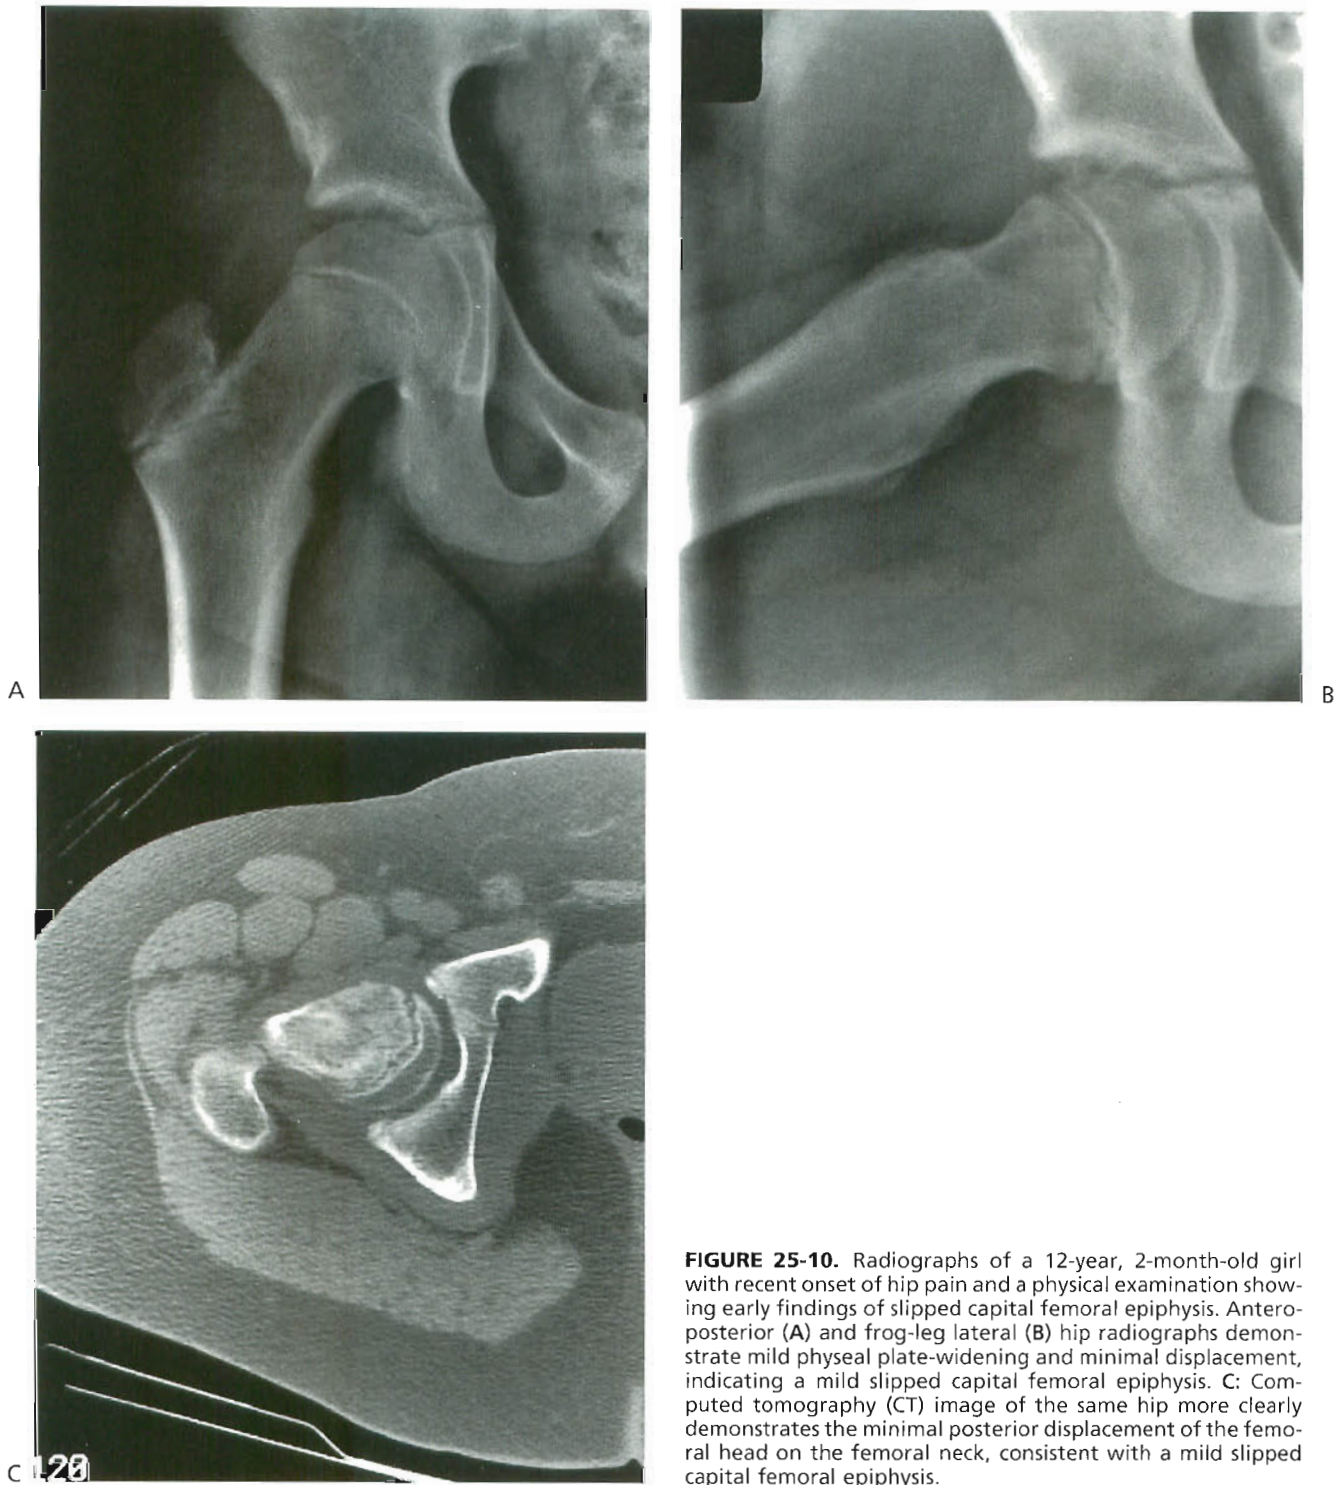 A
B
C
120
FIGURE 25-10. Radiographs of a 12-year, 2-month-old girl
with recent onset of hip pain and a physical examination show-
ing early findings of slipped capital femoral epiphysis. Antero-
posterior (A) and frog-leg lateral (B) hip radiographs demon-
strate mild physeal plate-widening and minimal displacement,
indicating a mild slipped capital femoral epiphysis. C: Com-
puted tomography (CT) image of the same hip more clearly
demonstrates the minimal posterior displacement of the femo-
ral head on the femoral neck, consistent with a mild slipped
capital femoral epiphysis.